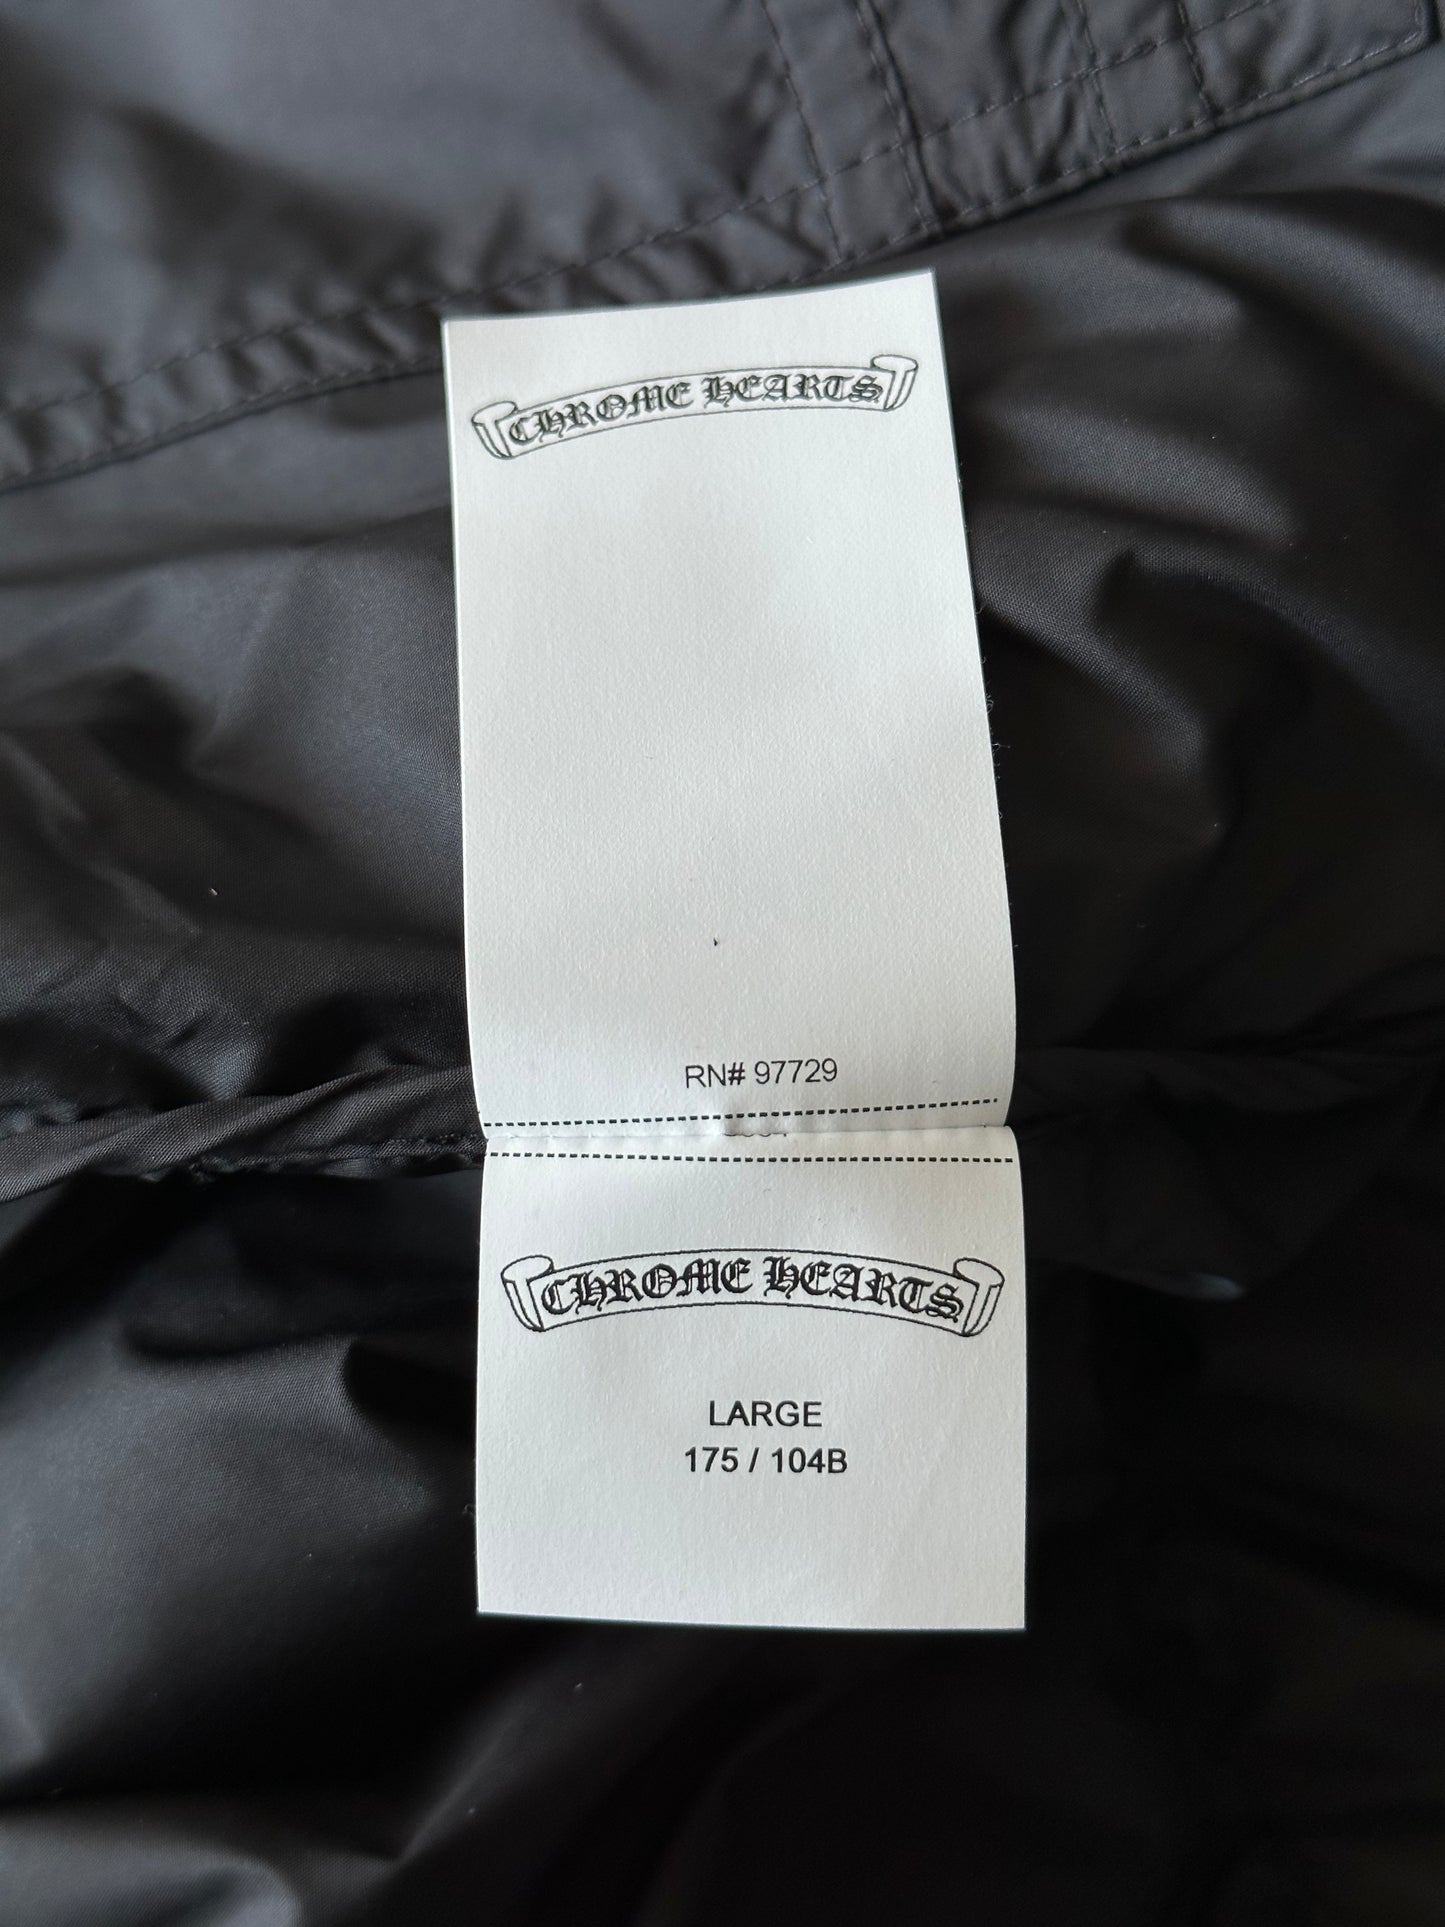 CHROME HEARTS
RN# 97729
CHROME HEARTS
LARGE
175 / 104B